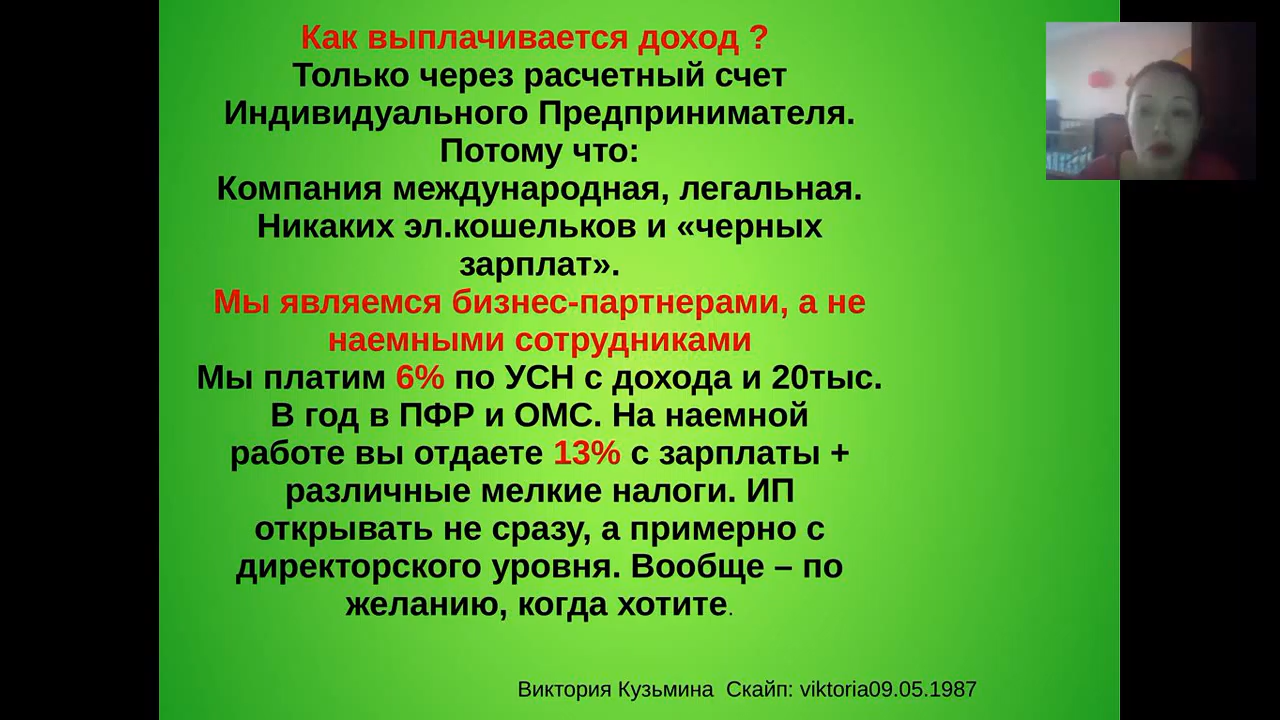 Как выплачивается доход ?
Только через расчетный счет
Индивидуального Предпринимателя.
Потому что:
Компания международная, легальная.
Никаких эл.кошельков и «черных
зарплат».
Мы являемся бизнес-партнерами, а не
наемными сотрудниками
Мы платим 6% по УСН с дохода и 20тыс.
В год в ПФР и ОМС. На наемной
работе вы отдаете 13% с зарплаты +
различные мелкие налоги. ИП
открывать не сразу, а примерно с
директорского уровня. Вообще – по
желанию, когда хотите.
Виктория Кузьмина Скайп: viktoria09.05.1987